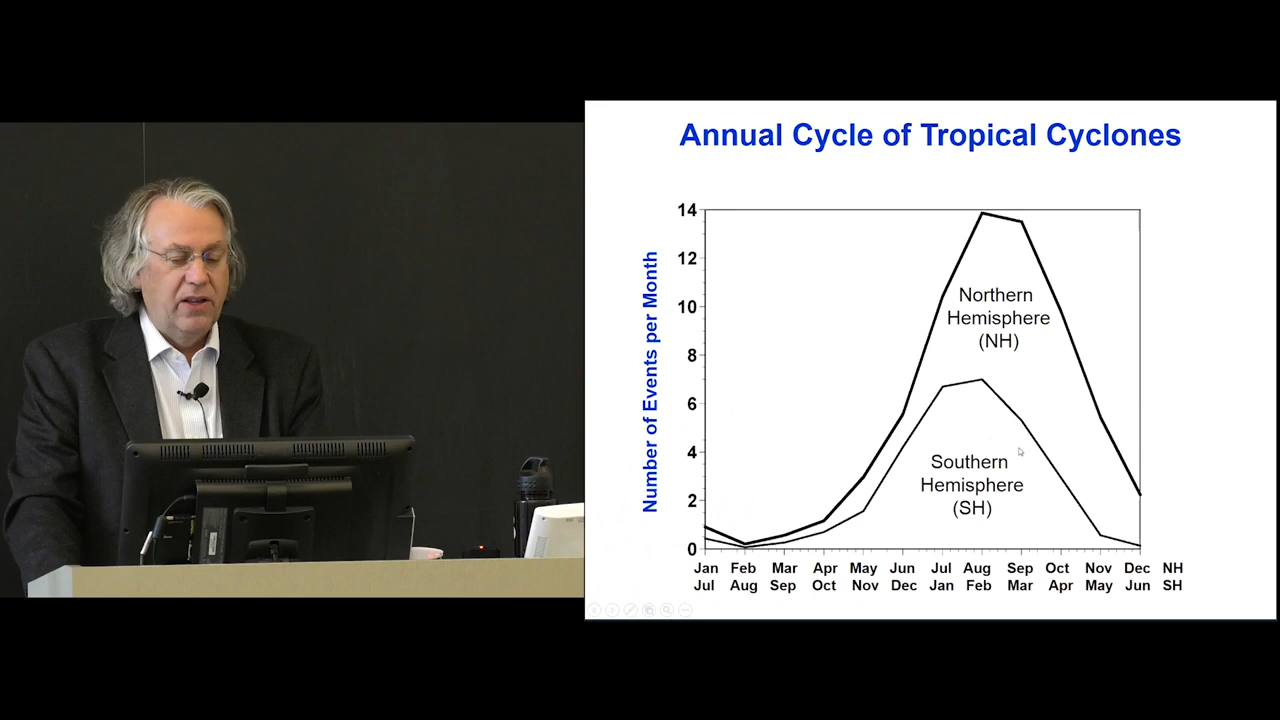 Annual Cycle of Tropical Cyclones
Number of Events per Month
14
12
10
8
6
4
2
0
Northern
Hemisphere
(NH)
Southern
Hemisphere
(SH)
Jan Feb Mar Apr May Jun Jul Aug Sep Oct Nov Dec NH
Jul Aug Sep Oct Nov Dec Jan Feb Mar Apr May Jun SH